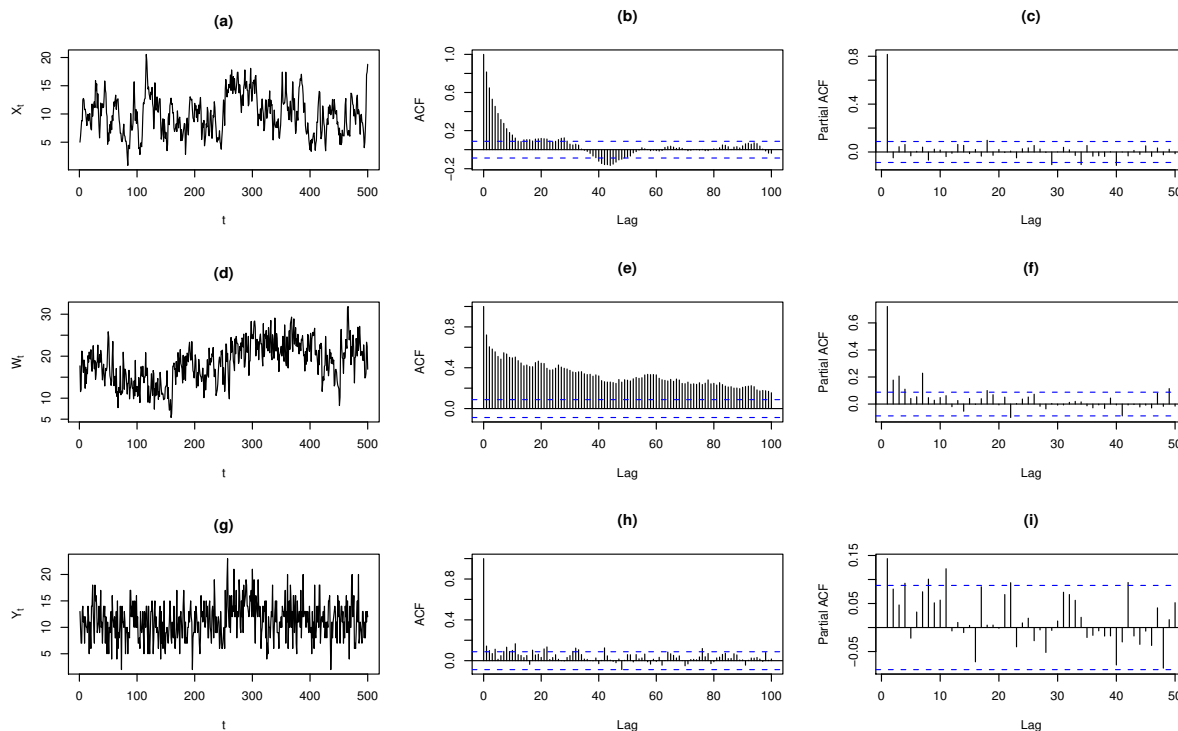 (a)
X_t
5 10 15 20
0 100 200 300 400 500
t
(b)
ACF
−0.2 0.2 0.6 0.8 1.0
0 20 40 60 80 100
Lag
(c)
Partial ACF
0.0 0.4 0.8
0 10 20 30 40 50
Lag
(d)
W_t
5 10 20 30
0 100 200 300 400 500
t
(e)
ACF
0.0 0.4 0.8
0 20 40 60 80 100
Lag
(f)
Partial ACF
0.0 0.2 0.4 0.6
0 10 20 30 40 50
Lag
(g)
Y_t
5 10 15 20
0 100 200 300 400 500
t
(h)
ACF
0.0 0.4 0.8
0 20 40 60 80 100
Lag
(i)
Partial ACF
−0.05 0.05 0.15
0 10 20 30 40 50
Lag